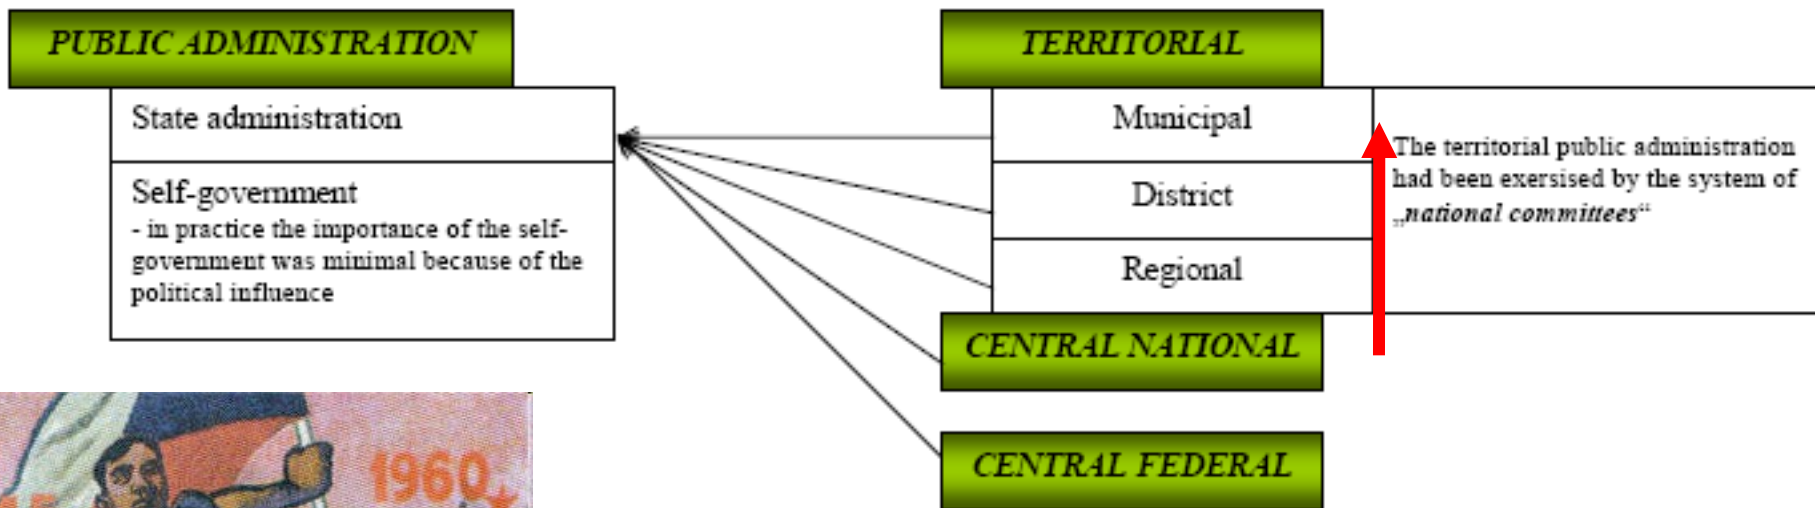 PUBLIC ADMINISTRATION
State administration
Self-government
- in practice the importance of the self-
government was minimal because of the
political influence
TERRITORIAL
Municipal
District
Regional
The territorial public administration
had been exersised by the system of
„national committees“
CENTRAL NATIONAL
CENTRAL FEDERAL
1960